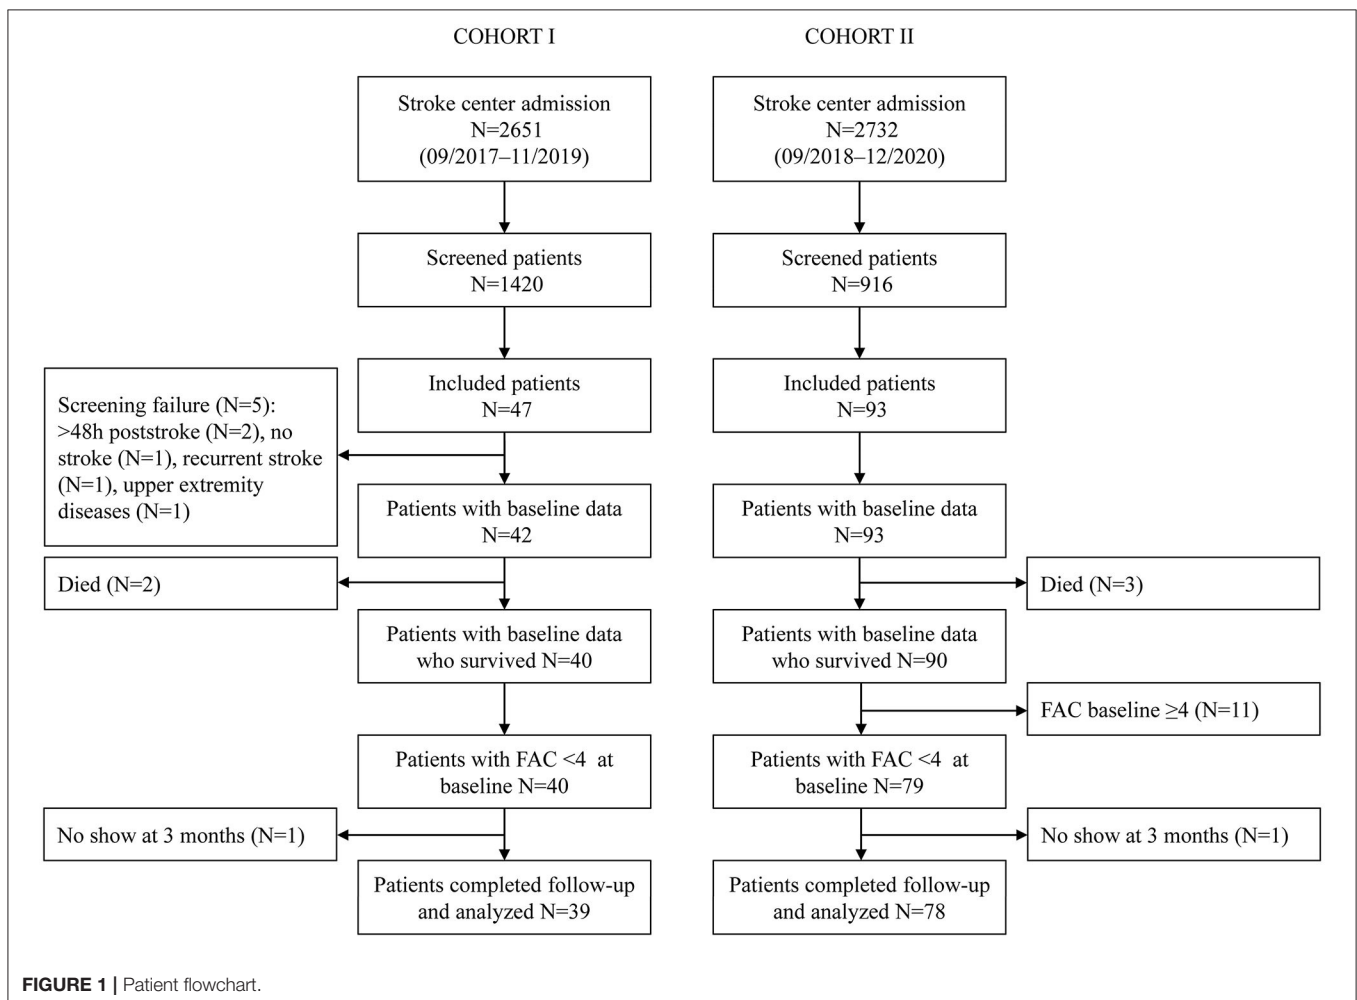 COHORT I
COHORT II
Stroke center admission
N=2651
(09/2017–11/2019)
Stroke center admission
N=2732
(09/2018–12/2020)
Screened patients
N=1420
Screened patients
N=916
Included patients
N=47
Included patients
N=93
Screening failure (N=5):
>48h poststroke (N=2), no
stroke (N=1), recurrent stroke
(N=1), upper extremity
diseases (N=1)
Patients with baseline data
N=42
Patients with baseline data
N=93
Died (N=2)
Died (N=3)
Patients with baseline data
who survived N=40
Patients with baseline data
who survived N=90
FAC baseline ≥4 (N=11)
Patients with FAC <4 at
baseline N=40
Patients with FAC <4 at
baseline N=79
No show at 3 months (N=1)
No show at 3 months (N=1)
Patients completed follow-up
and analyzed N=39
Patients completed follow-up
and analyzed N=78
FIGURE 1 | Patient flowchart.